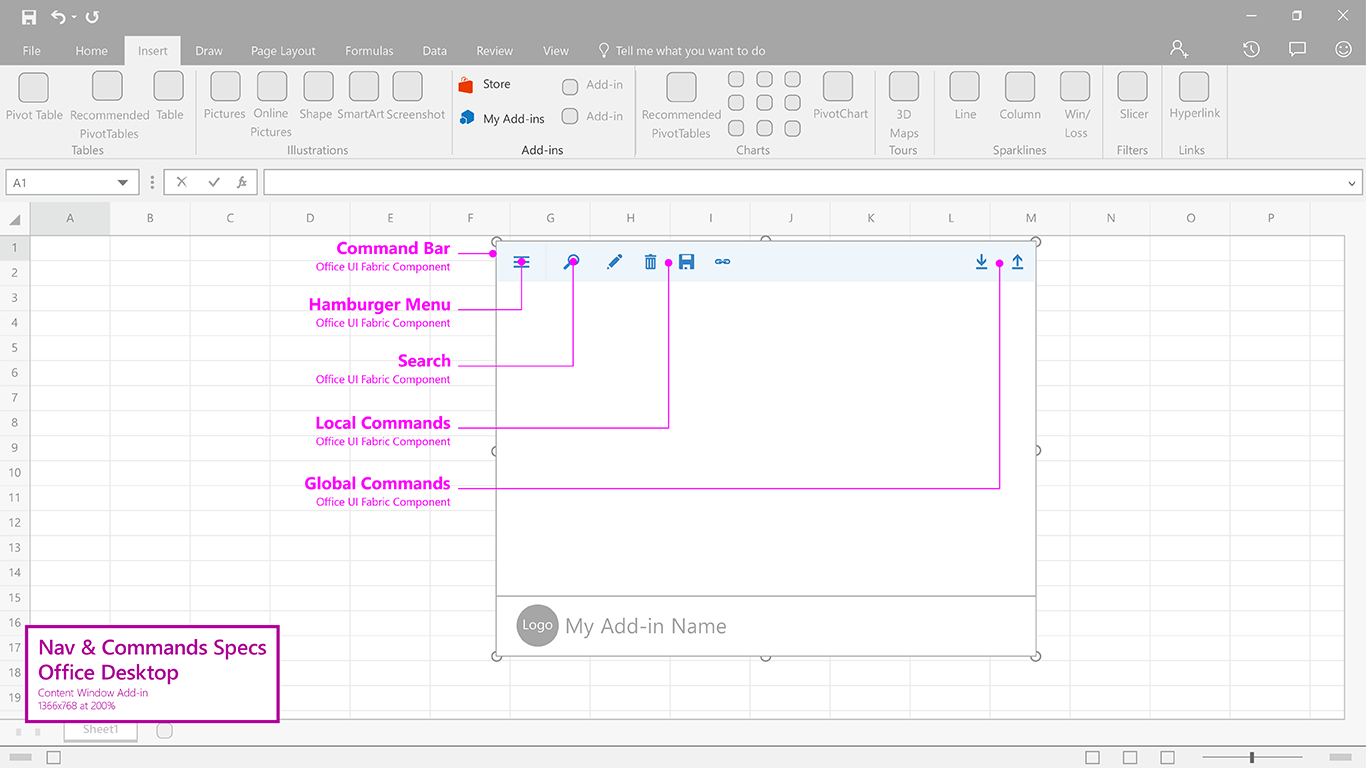 File Home Insert Draw Page Layout Formulas Data Review View Tell me what you want to do
Pivot Table
Recommended
PivotTables
Table
Tables
Pictures
Online
Pictures
Shape
SmartArt
Screenshot
Illustrations
Store
My Add-ins
Add-in
Add-in
Add-ins
Recommended
PivotTables
PivotChart
Charts
3D
Maps
Tours
Line
Column
Win/
Loss
Sparklines
Slicer
Filters
Hyperlink
Links
A1
fx
A B C D E F G H I J K L M N O P
1
2
3
4
5
6
7
8
9
10
11
12
13
14
15
16
17
18
19
Command Bar
Office UI Fabric Component
Hamburger Menu
Office UI Fabric Component
Search
Office UI Fabric Component
Local Commands
Office UI Fabric Component
Global Commands
Office UI Fabric Component
Logo My Add-in Name
Nav & Commands Specs
Office Desktop
Content Window Add-in
1366x768 at 200%
Sheet1